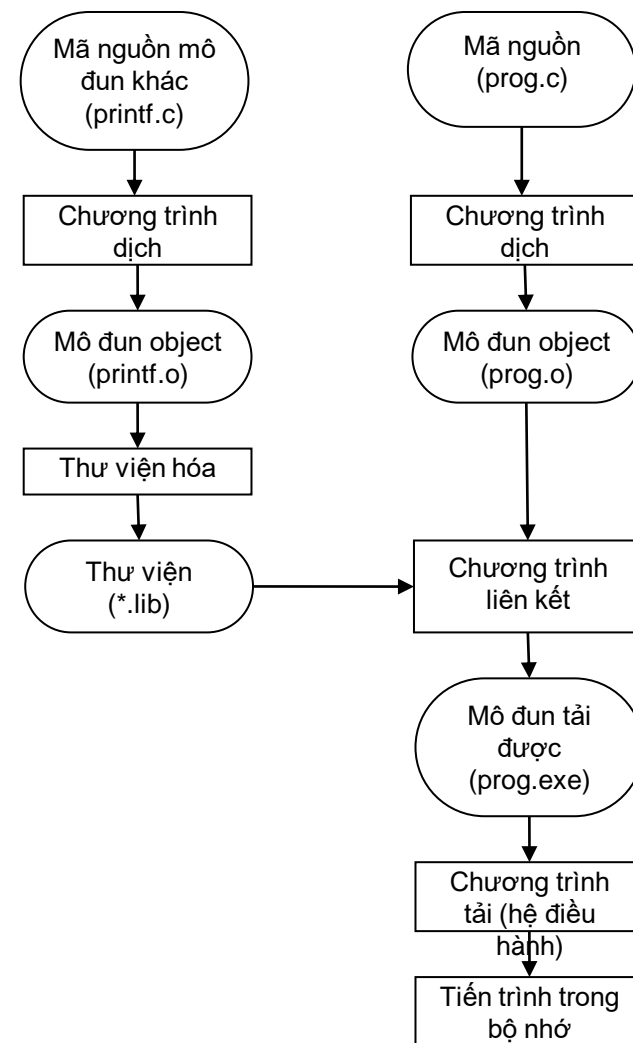 Mã nguồn mô
đun khác
(printf.c)
Chương trình
dịch
Mô đun object
(printf.o)
Thư viện hóa
Thư viện
(*.lib)
Mã nguồn
(prog.c)
Chương trình
dịch
Mô đun object
(prog.o)
Chương trình
liên kết
Mô đun tải
được
(prog.exe)
Chương trình
tải (hệ điều
hành)
Tiến trình trong
bộ nhớ